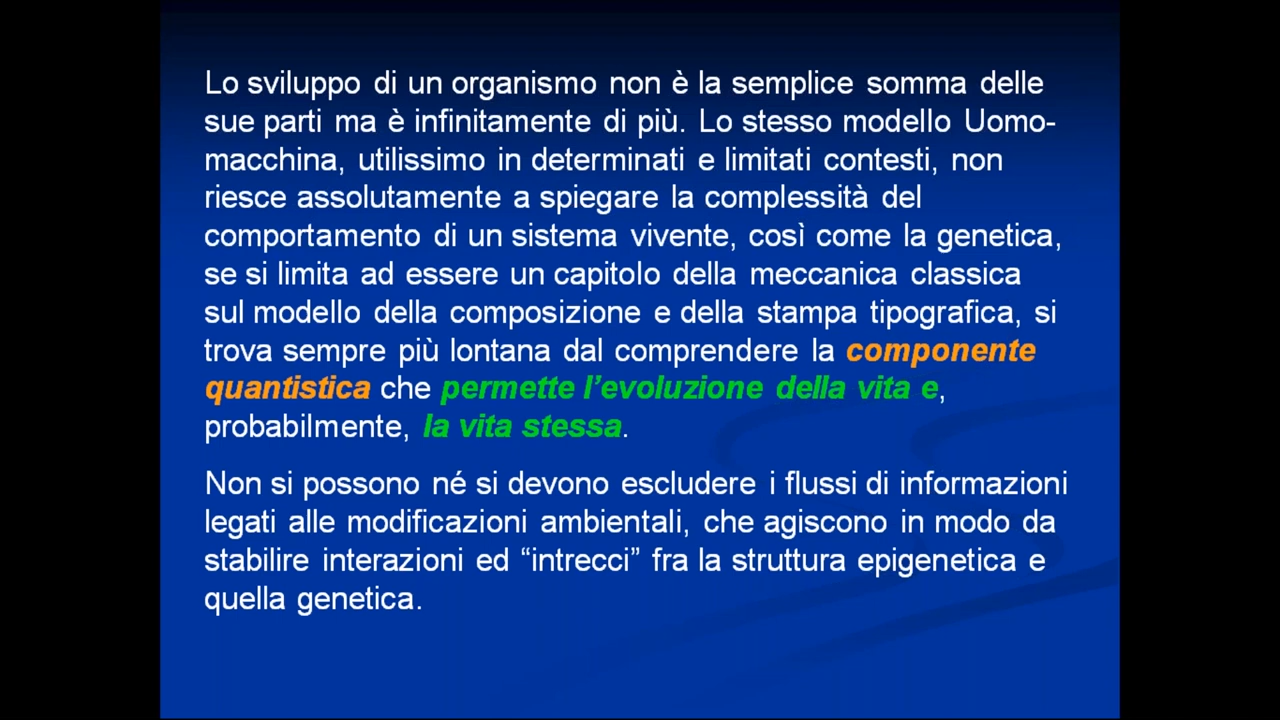 Lo sviluppo di un organismo non è la semplice somma delle
sue parti ma è infinitamente di più. Lo stesso modello Uomo-
macchina, utilissimo in determinati e limitati contesti, non
riesce assolutamente a spiegare la complessità del
comportamento di un sistema vivente, così come la genetica,
se si limita ad essere un capitolo della meccanica classica
sul modello della composizione e della stampa tipografica, si
trova sempre più lontana dal comprendere la componente
quantistica che permette l’evoluzione della vita e,
probabilmente, la vita stessa.
Non si possono né si devono escludere i flussi di informazioni
legati alle modificazioni ambientali, che agiscono in modo da
stabilire interazioni ed “intrecci” fra la struttura epigenetica e
quella genetica.